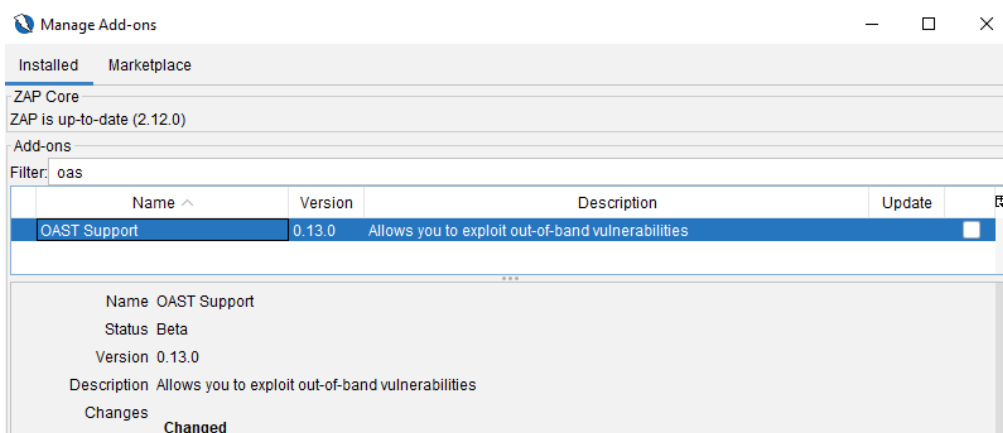 Manage Add-ons
Installed Marketplace
ZAP Core
ZAP is up-to-date (2.12.0)
Add-ons
Filter: oas
Name Version Description Update
OAST Support 0.13.0 Allows you to exploit out-of-band vulnerabilities
Name OAST Support
Status Beta
Version 0.13.0
Description Allows you to exploit out-of-band vulnerabilities
Changes
Changed